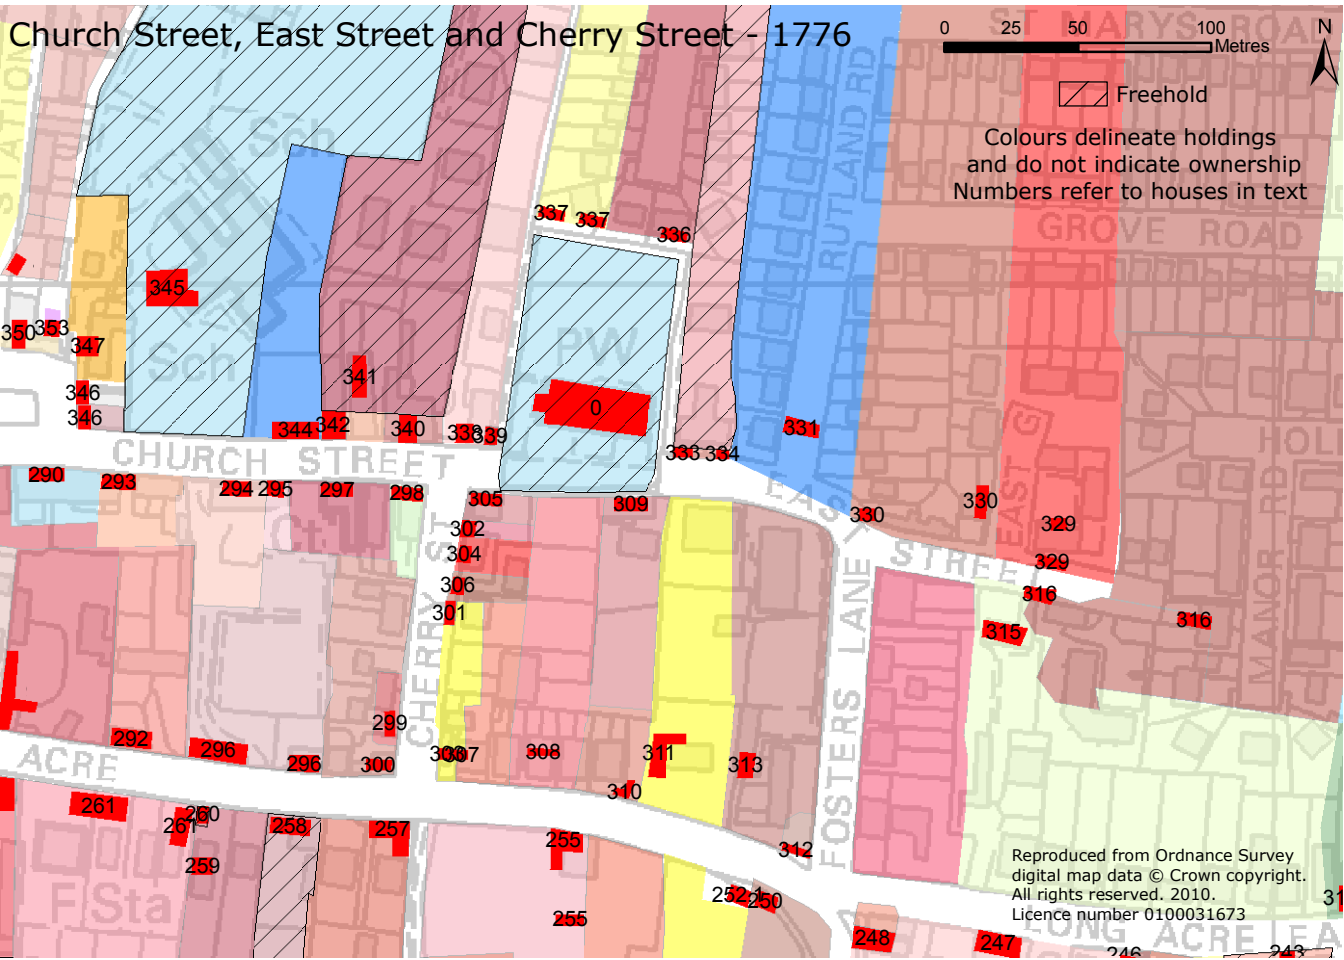 Church Street, East Street and Cherry Street - 1776
0 25 50 100
Metres
N
Freehold
Colours delineate holdings
and do not indicate ownership
Numbers refer to houses in text
ST MARYS ROAD
RUTLAND RD
GROVE ROAD
Sch
Sch
PW
337 337 336
345
350 353
347
346
346
341
344 342 340 338 339
0
333 334
331
330 330 329
329
CHURCH STREET
EAST
STREET
EAST G
MANOR RD
290 293 294 295 297 298 305 309
302
304
306
301
CHERRY ST
Ct
316
316
315
299
292 296 296 300
307 308 311 313
310
312
FOSTERS LANE
ACRE
261 260 258 257
261
259
255
255
252 250
248 247 246 243
Sta
LONG ACRE
Reproduced from Ordnance Survey
digital map data © Crown copyright.
All rights reserved. 2010.
Licence number 0100031673